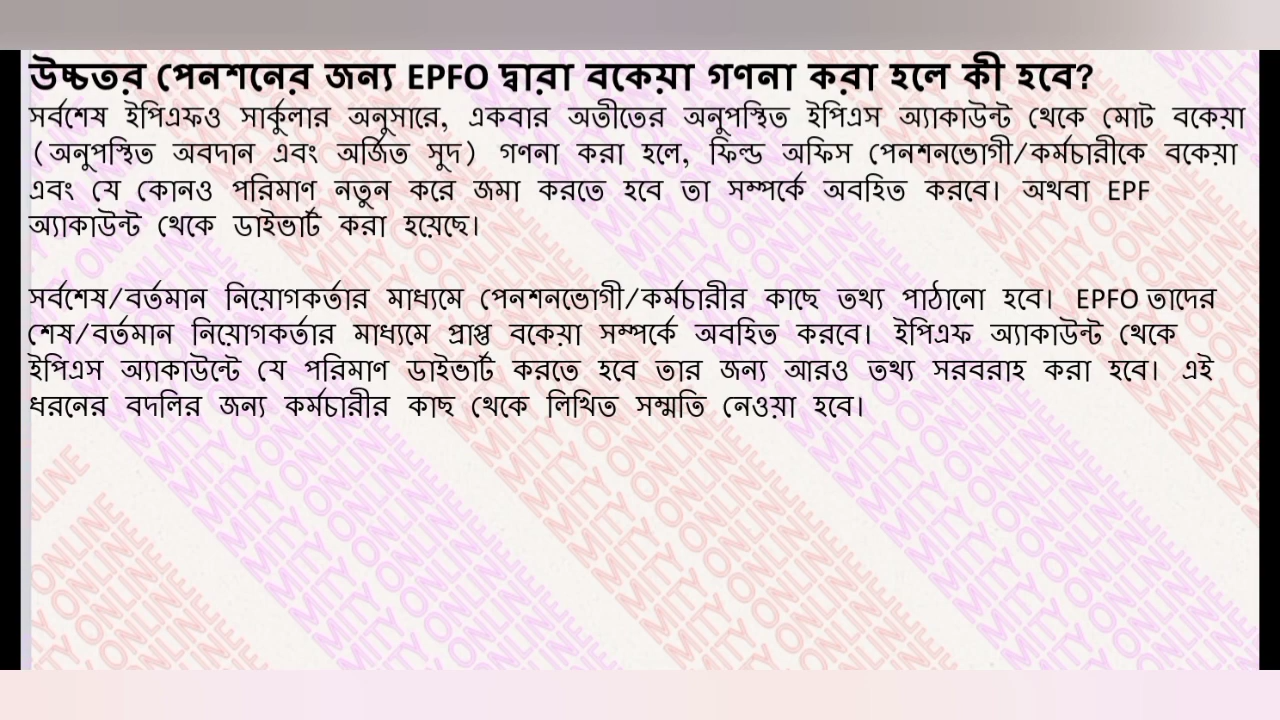 উচ্চতর পেনশনের জন্য EPFO দ্বারা বকেয়া গণনা করা হলে কী হবে?
সর্বশেষ ইপিএফও সার্কুলার অনুসারে, একবার অতীতের অনুপস্থিত ইপিএস অ্যাকাউন্ট থেকে মোট বকেয়া
(অনুপস্থিত অবদান এবং অর্জিত সুদ) গণনা করা হলে, ফিল্ড অফিস পেনশনভোগী/কর্মচারীকে বকেয়া
এবং যে কোনও পরিমাণ নতুন করে জমা করতে হবে তা সম্পর্কে অবহিত করবে। অথবা EPF
অ্যাকাউন্ট থেকে ডাইভার্ট করা হয়েছে।
সর্বশেষ/বর্তমান নিয়োগকর্তার মাধ্যমে পেনশনভোগী/কর্মচারীর কাছে তথ্য পাঠানো হবে। EPFO তাদের
শেষ/বর্তমান নিয়োগকর্তার মাধ্যমে প্রাপ্ত বকেয়া সম্পর্কে অবহিত করবে। ইপিএফ অ্যাকাউন্ট থেকে
ইপিএস অ্যাকাউন্টে যে পরিমাণ ডাইভার্ট করতে হবে তার জন্য আরও তথ্য সরবরাহ করা হবে। এই
ধরনের বদলির জন্য কর্মচারীর কাছ থেকে লিখিত সম্মতি নেওয়া হবে।
MITY ONLINE